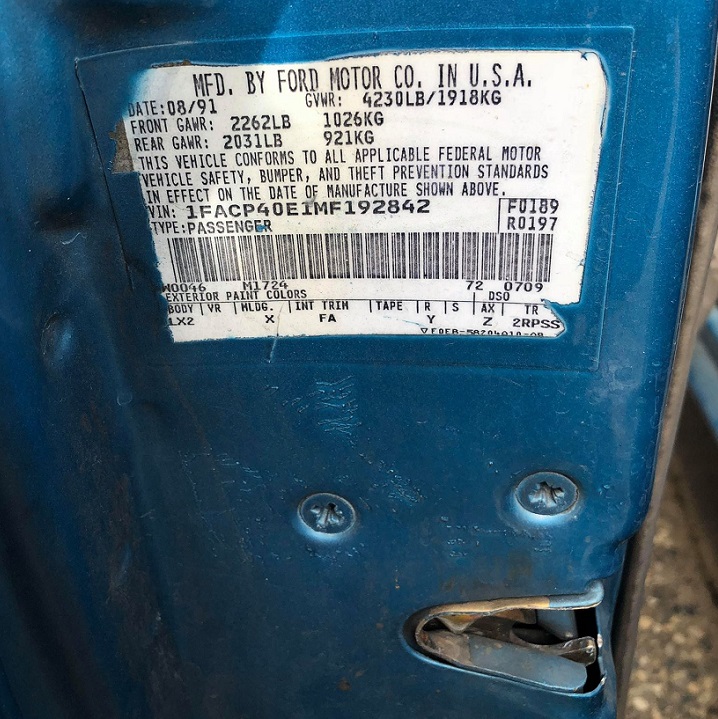 MFD. BY FORD MOTOR CO. IN U.S.A.
DATE:08/91 GVWR: 4230LB/1918KG
FRONT GAWR: 2262LB 1026KG
REAR GAWR: 2031LB 921KG
THIS VEHICLE CONFORMS TO ALL APPLICABLE FEDERAL MOTOR
VEHICLE SAFETY, BUMPER, AND THEFT PREVENTION STANDARDS
IN EFFECT ON THE DATE OF MANUFACTURE SHOWN ABOVE.
VIN: 1FACP40E1MF192842 F0189
TYPE:PASSENGER R0197
M0046 M1724 72 0709
EXTERIOR PAINT COLORS DSO
BODY VR MLDG. INT TRIM TAPE R S AX TR
LX2 X FA Y Z 2RPSS